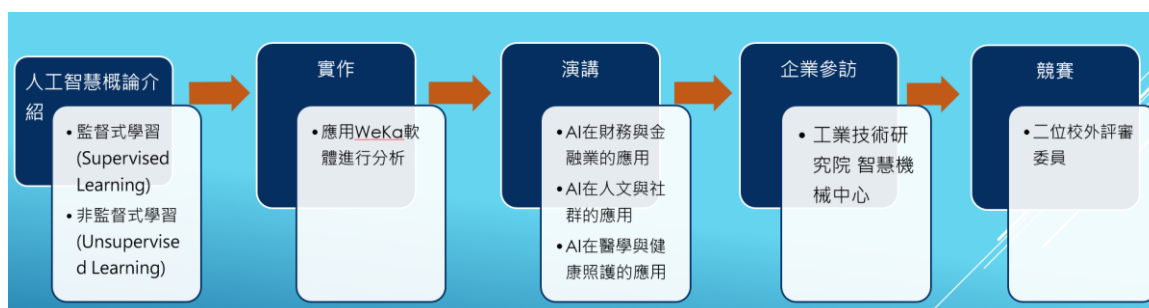 人工智慧概論介
紹
• 監督式學習
(Supervised
Learning)
• 非監督式學習
(Unsupervise
d Learning)
實作
• 應用WeKa軟
體進行分析
演講
• AI在財務與金
融業的應用
• AI在人文與社
群的應用
• AI在醫學與健
康照護的應用
企業參訪
• 工業技術研
究院 智慧機
械中心
競賽
• 二位校外評審
委員